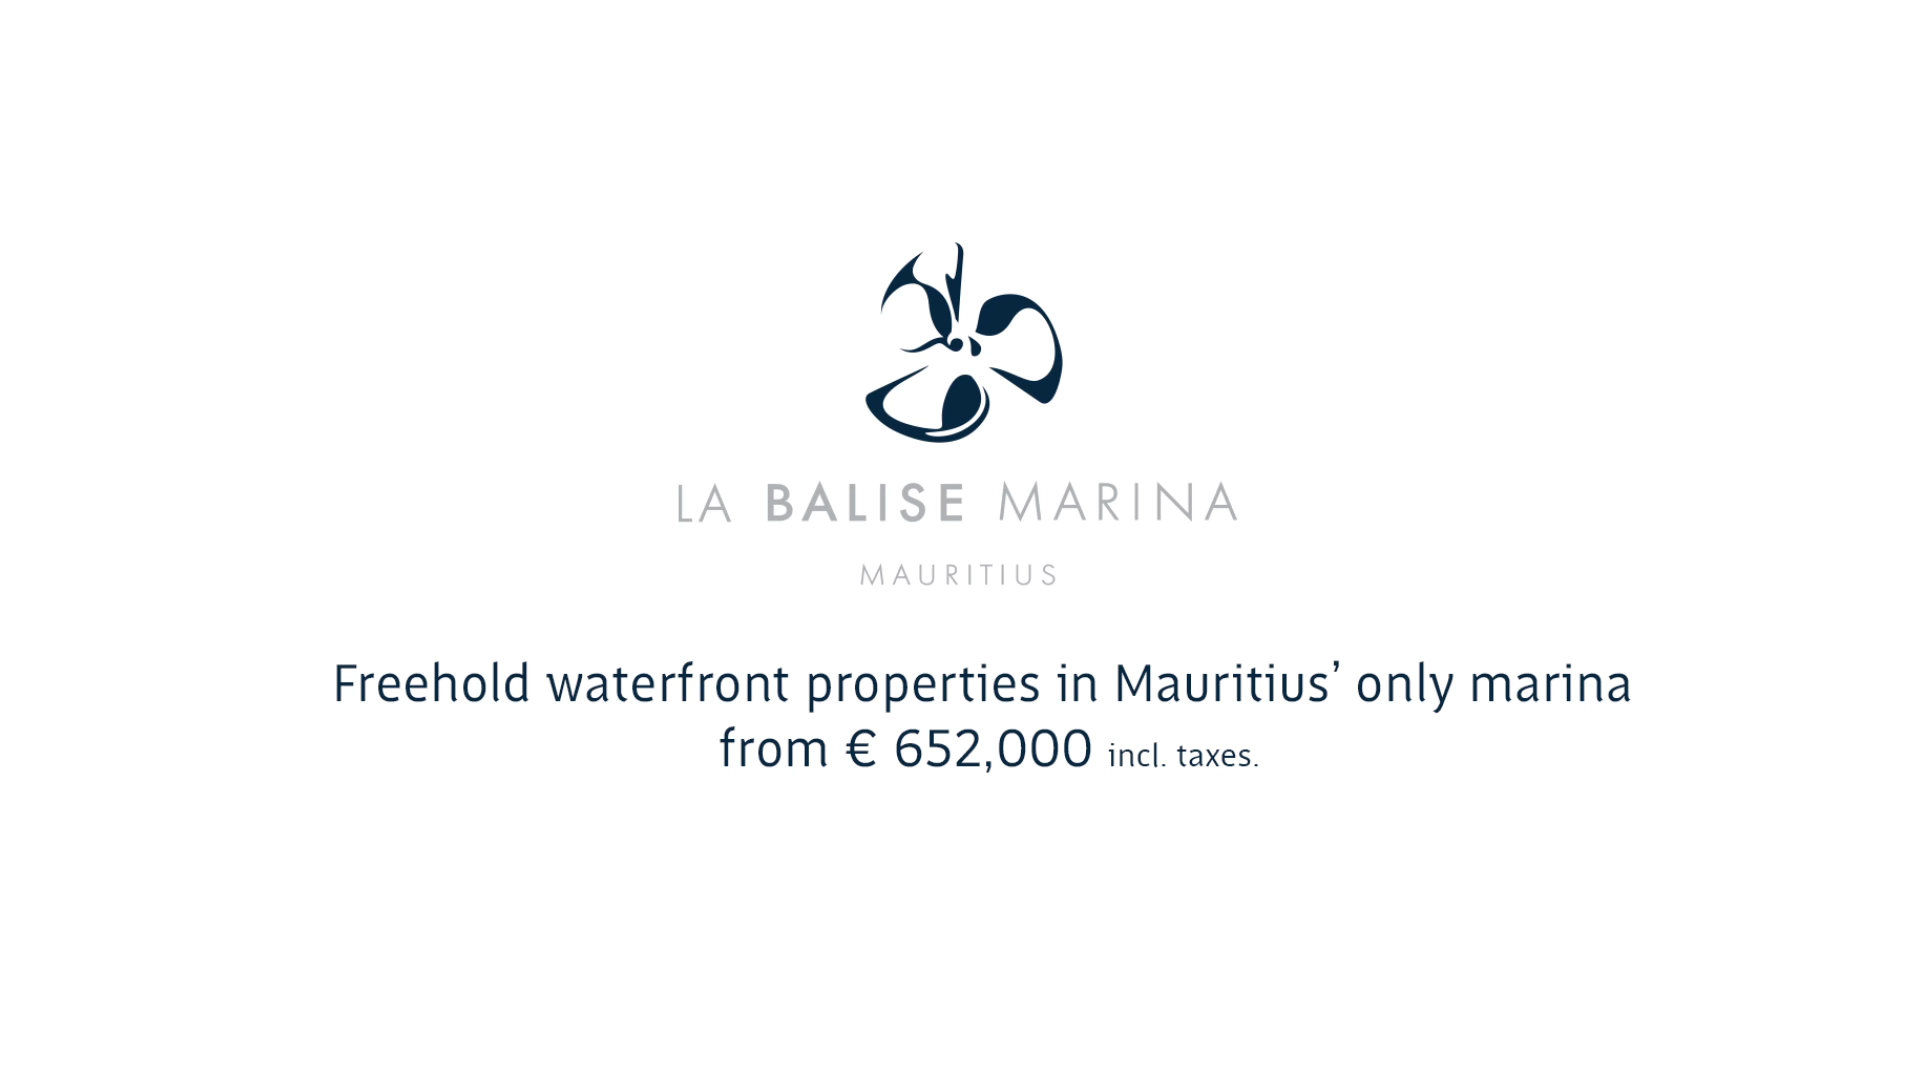 LA BALISE MARINA
MAURITIUS
Freehold waterfront properties in Mauritius’ only marina
from € 652,000 incl. taxes.